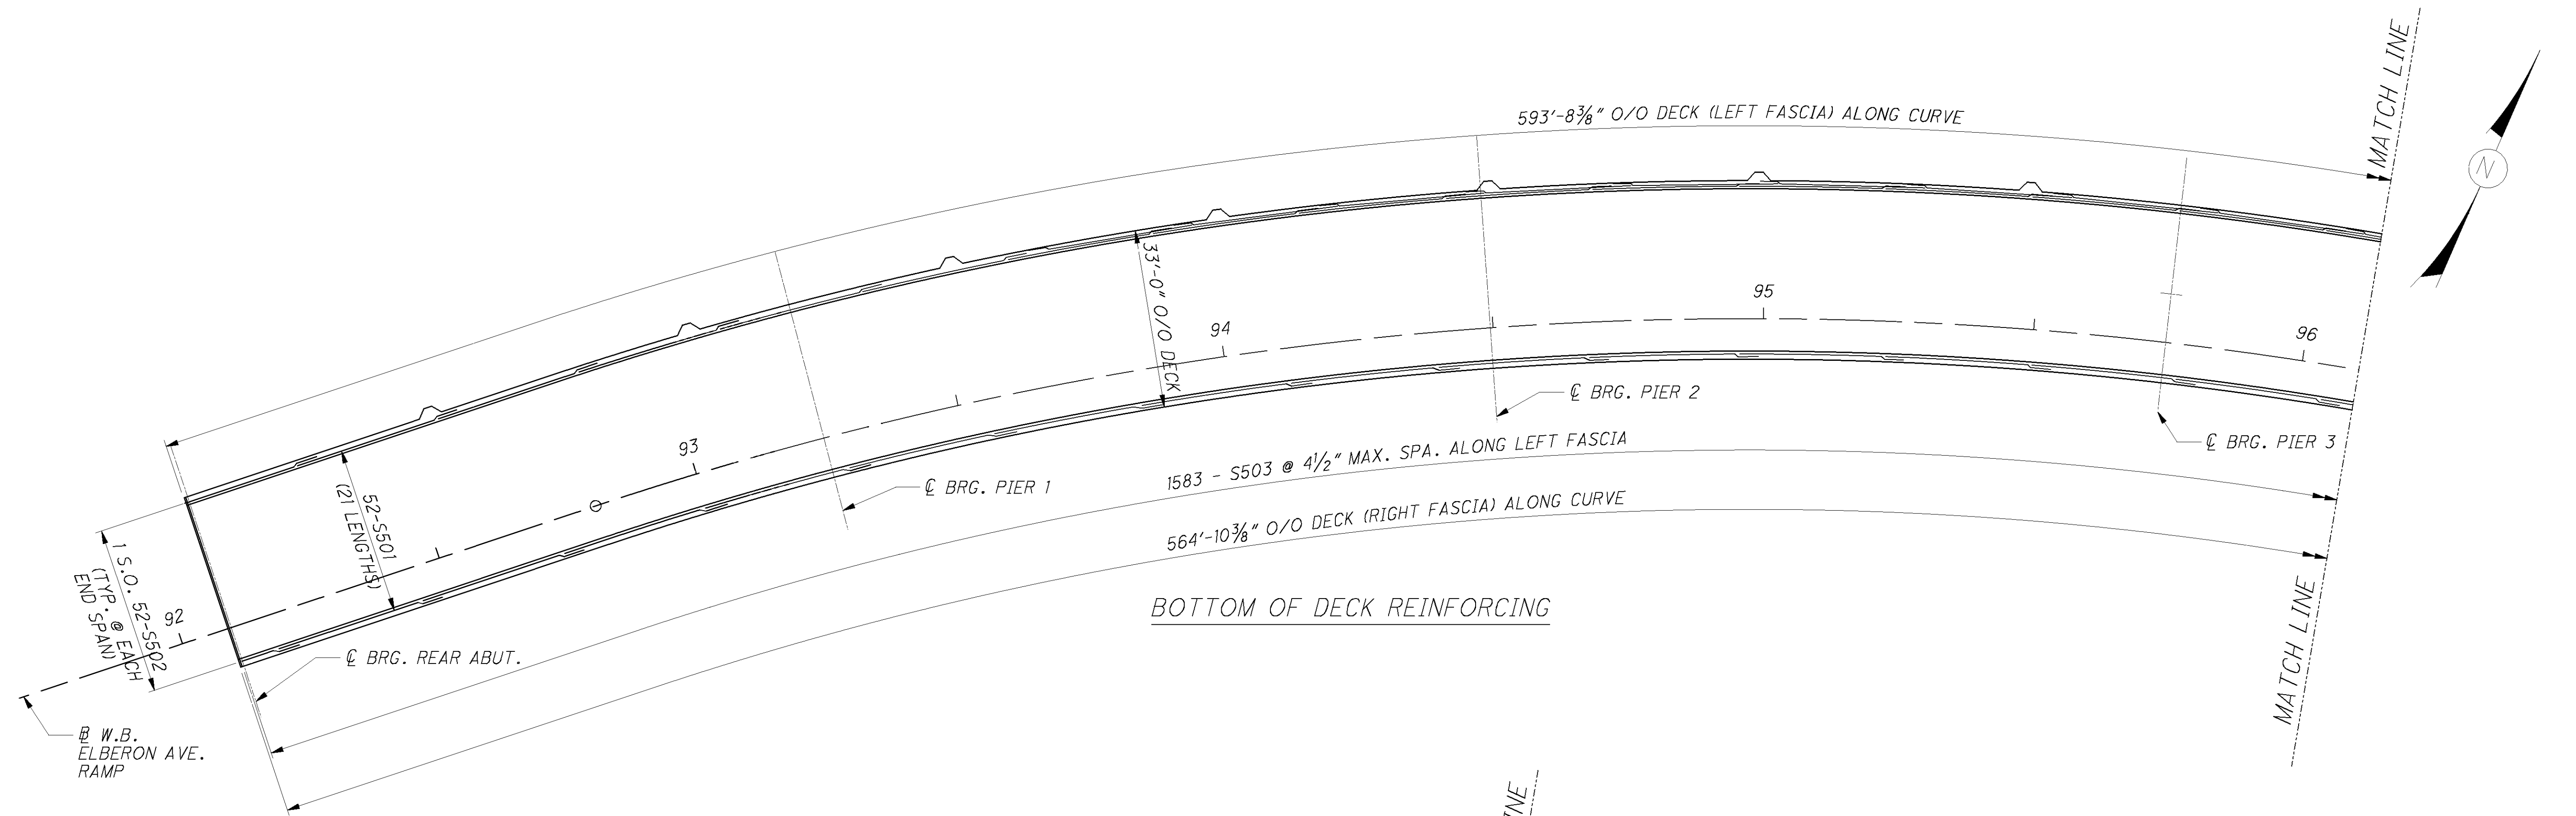 MATCH LINE
593'-8⅜" O/O DECK (LEFT FASCIA) ALONG CURVE
N
33'-0" O/O DECK
95
94
96
93
℄ BRG. PIER 2
℄ BRG. PIER 3
1583 - S503 @ 4½" MAX. SPA. ALONG LEFT FASCIA
℄ BRG. PIER 1
52-S501
(21 LENGTHS)
564'-10⅜" O/O DECK (RIGHT FASCIA) ALONG CURVE
1 S.O. 52-S502
(TYP. @ EACH
END SPAN)
92
BOTTOM OF DECK REINFORCING
℄ BRG. REAR ABUT.
MATCH LINE
W.B.
ELBERON AVE.
RAMP
INE